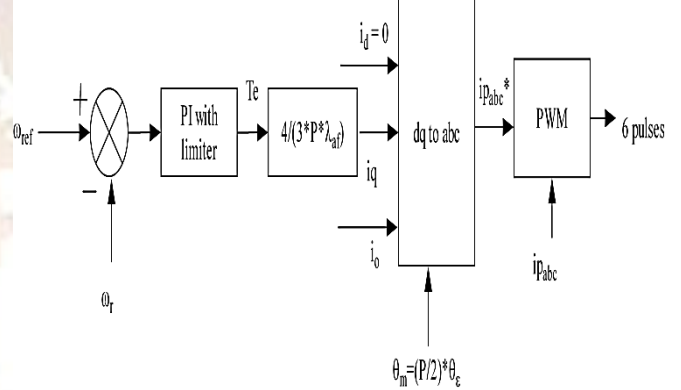 i_d = 0
+
Te
ip_abc*
ω_ref
PI with
limiter
4/(3*P*λ_af)
dq to abc
PWM
6 pulses
iq
−
i_o
ip_abc
ω_r
θ_m=(P/2)*θ_ε